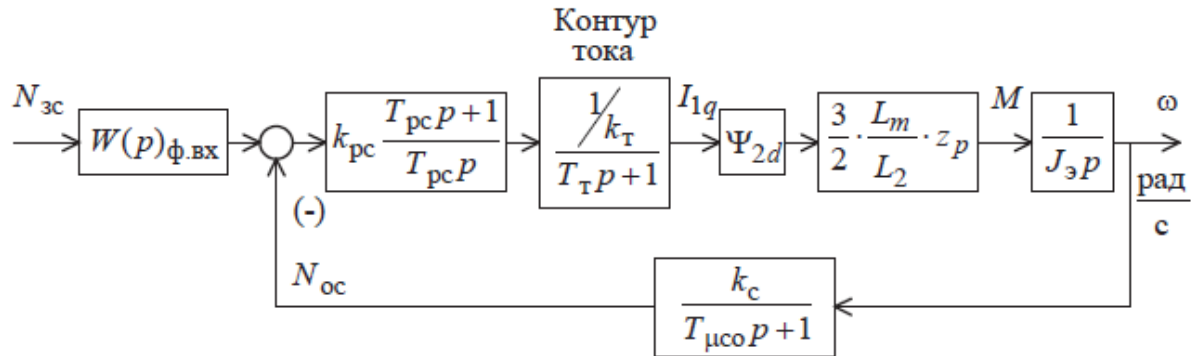 Контур
тока
N_зс
W(p)_ф.вх
(-)
k_рс (T_рс p + 1)/(T_рс p)
(1/k_т)/(T_т p + 1)
I_1q
Ψ_2d
3/2 · L_m/L_2 · z_p
M
1/(J_э p)
ω
рад/с
N_ос
k_с/(T_μсо p + 1)